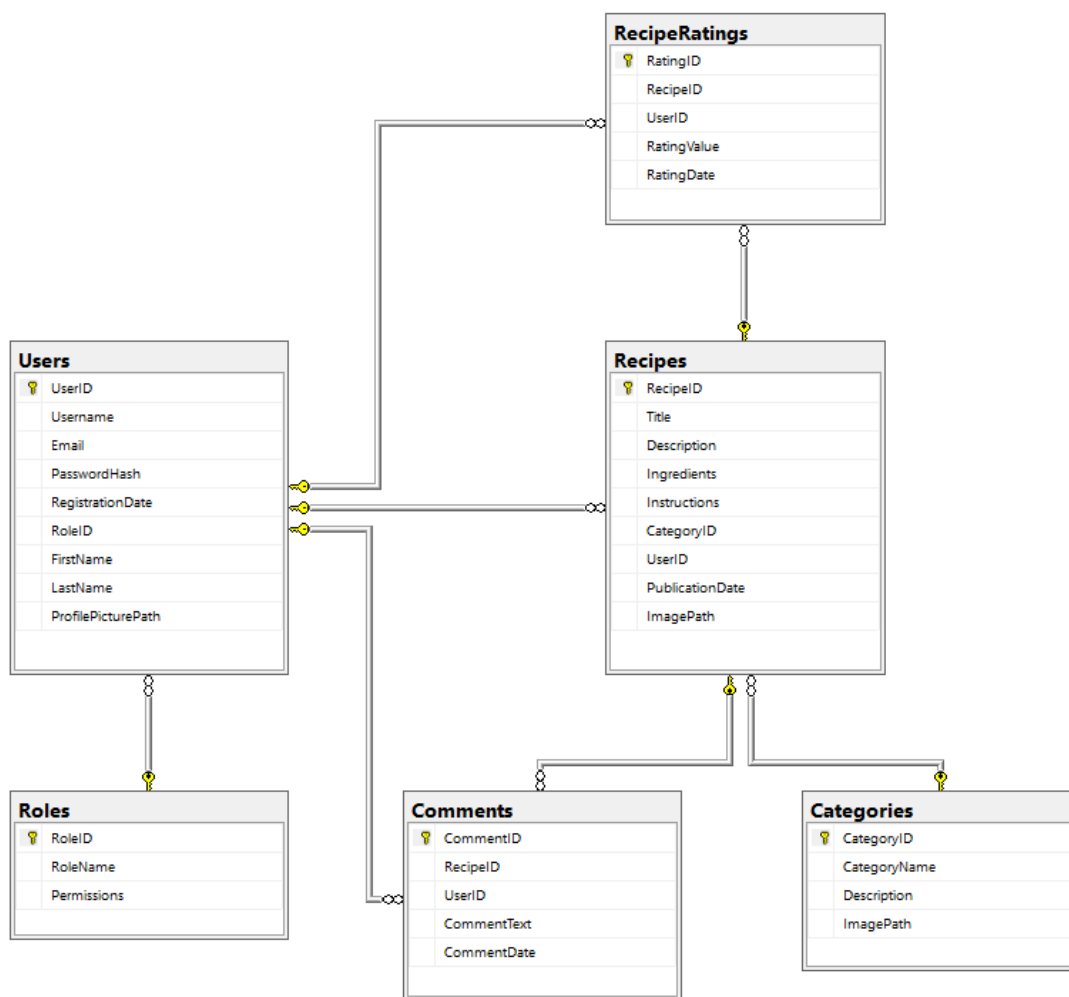 RecipeRatings
RatingID
RecipeID
UserID
RatingValue
RatingDate
Users
UserID
Username
Email
PasswordHash
RegistrationDate
RoleID
FirstName
LastName
ProfilePicturePath
Recipes
RecipeID
Title
Description
Ingredients
Instructions
CategoryID
UserID
PublicationDate
ImagePath
Roles
RoleID
RoleName
Permissions
Comments
CommentID
RecipeID
UserID
CommentText
CommentDate
Categories
CategoryID
CategoryName
Description
ImagePath